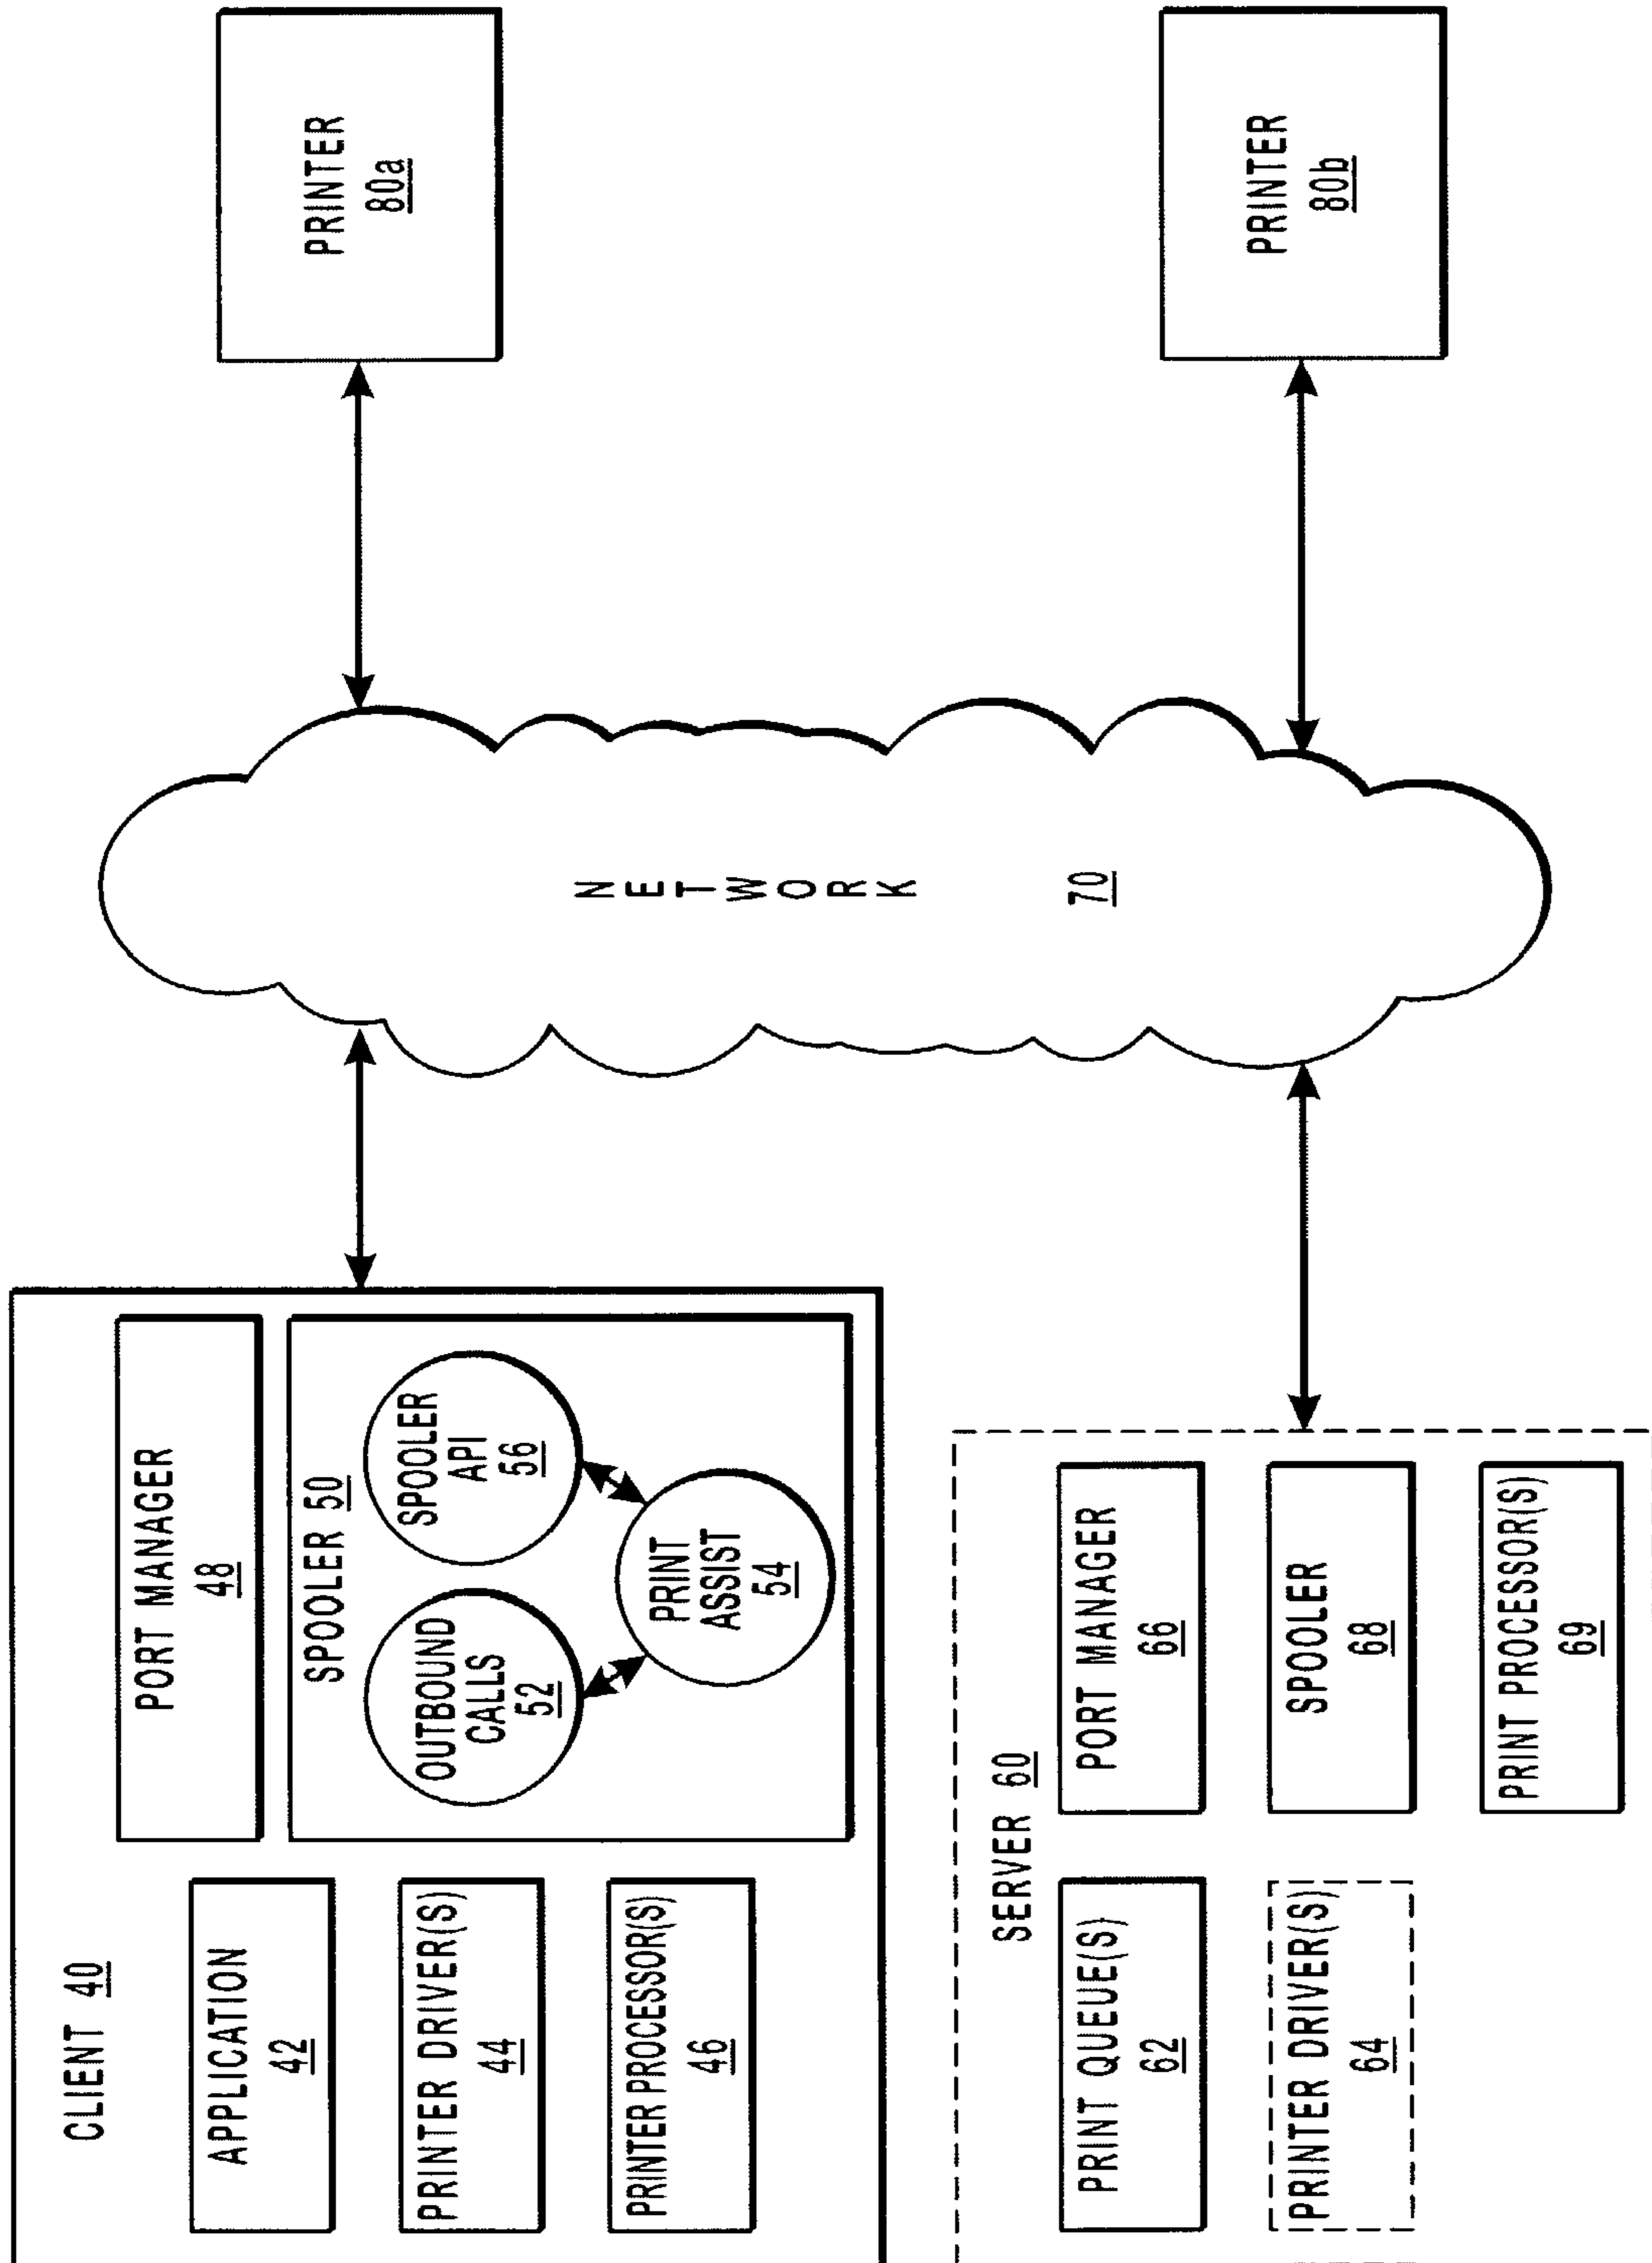 CLIENT 40
APPLICATION
42
PRINTER DRIVER(S)
44
PRINTER PROCESSOR(S)
46
PORT MANAGER
48
SPOOLER 50
OUTBOUND
CALLS
52
SPOOLER
API
56
PRINT
ASSIST
54
SERVER 60
PRINT QUEUE(S)
62
PRINTER DRIVER(S)
64
PORT MANAGER
66
SPOOLER
68
PRINT PROCESSOR(S)
69
NETWORK
70
PRINTER
80a
PRINTER
80b